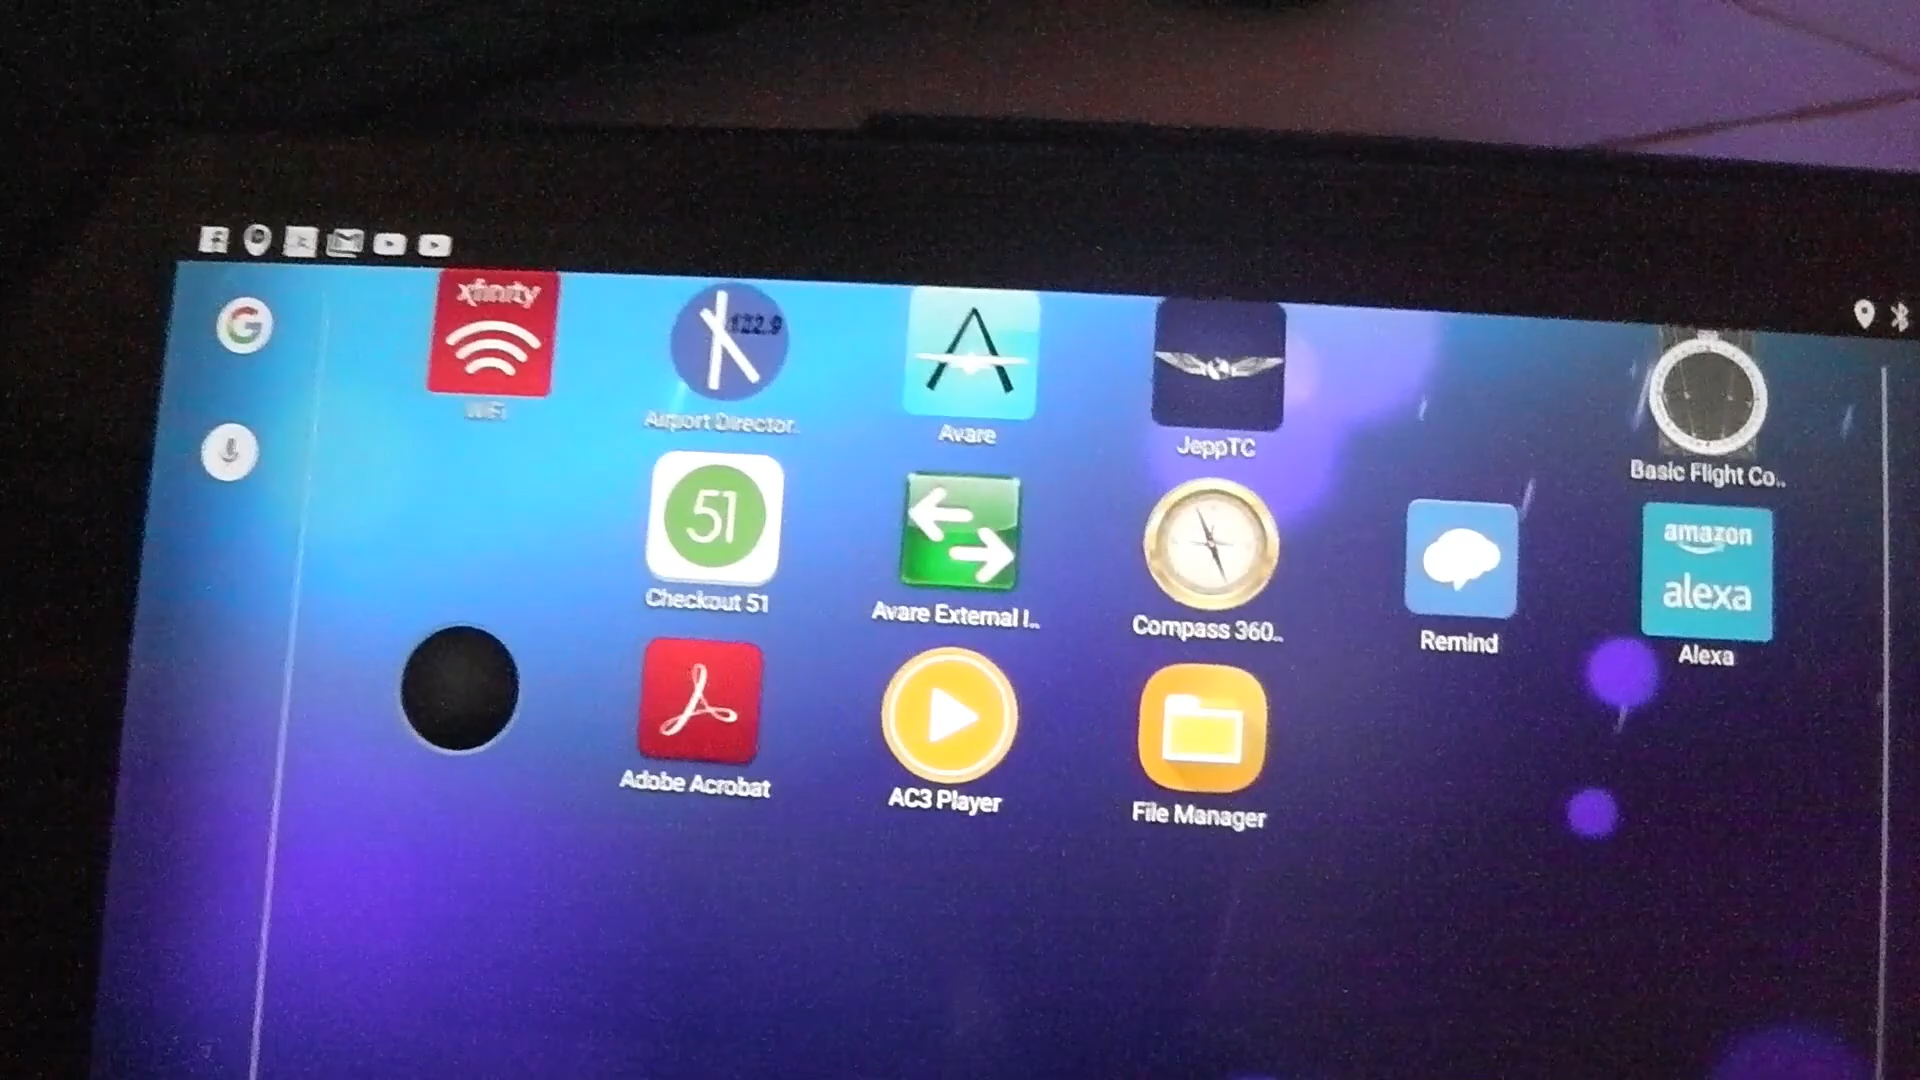 xfinity
WiFi
122.9
Airport Director..
Avare
JeppTC
Basic Flight Co..
51
Checkout 51
Avare External I..
Compass 360..
Remind
amazon
alexa
Alexa
Adobe Acrobat
AC3 Player
File Manager